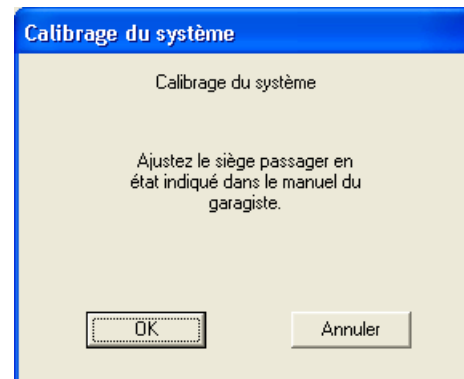 Calibrage du système
Calibrage du système
Ajustez le siège passager en
état indiqué dans le manuel du
garagiste.
OK
Annuler